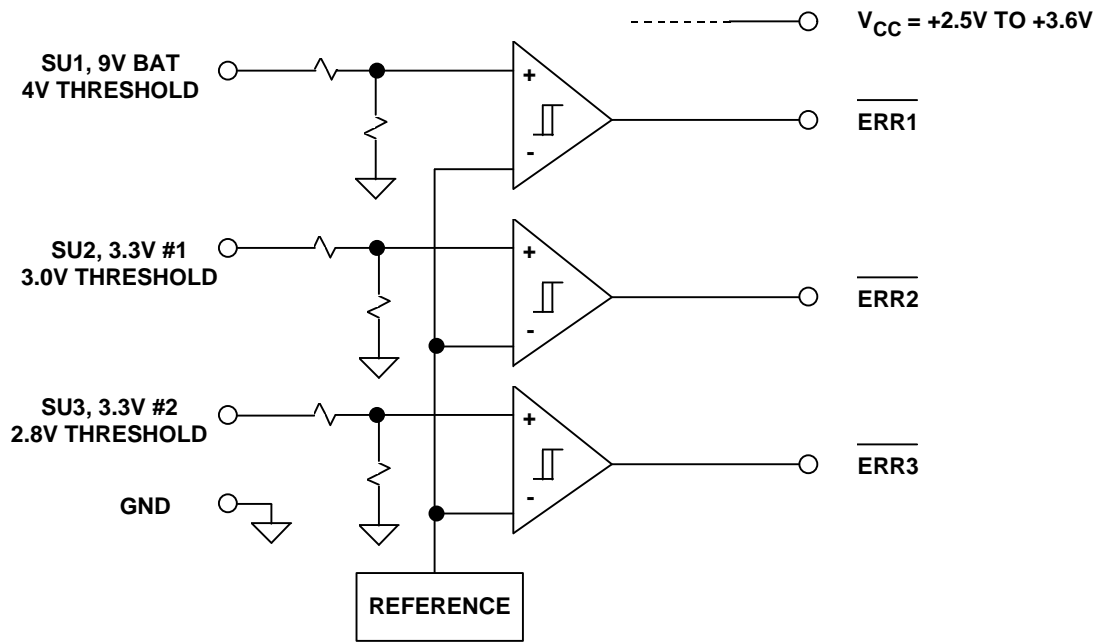 V_CC = +2.5V TO +3.6V
SU1, 9V BAT
4V THRESHOLD
+
-
ERR1
SU2, 3.3V #1
3.0V THRESHOLD
+
-
ERR2
SU3, 3.3V #2
2.8V THRESHOLD
+
-
ERR3
GND
REFERENCE